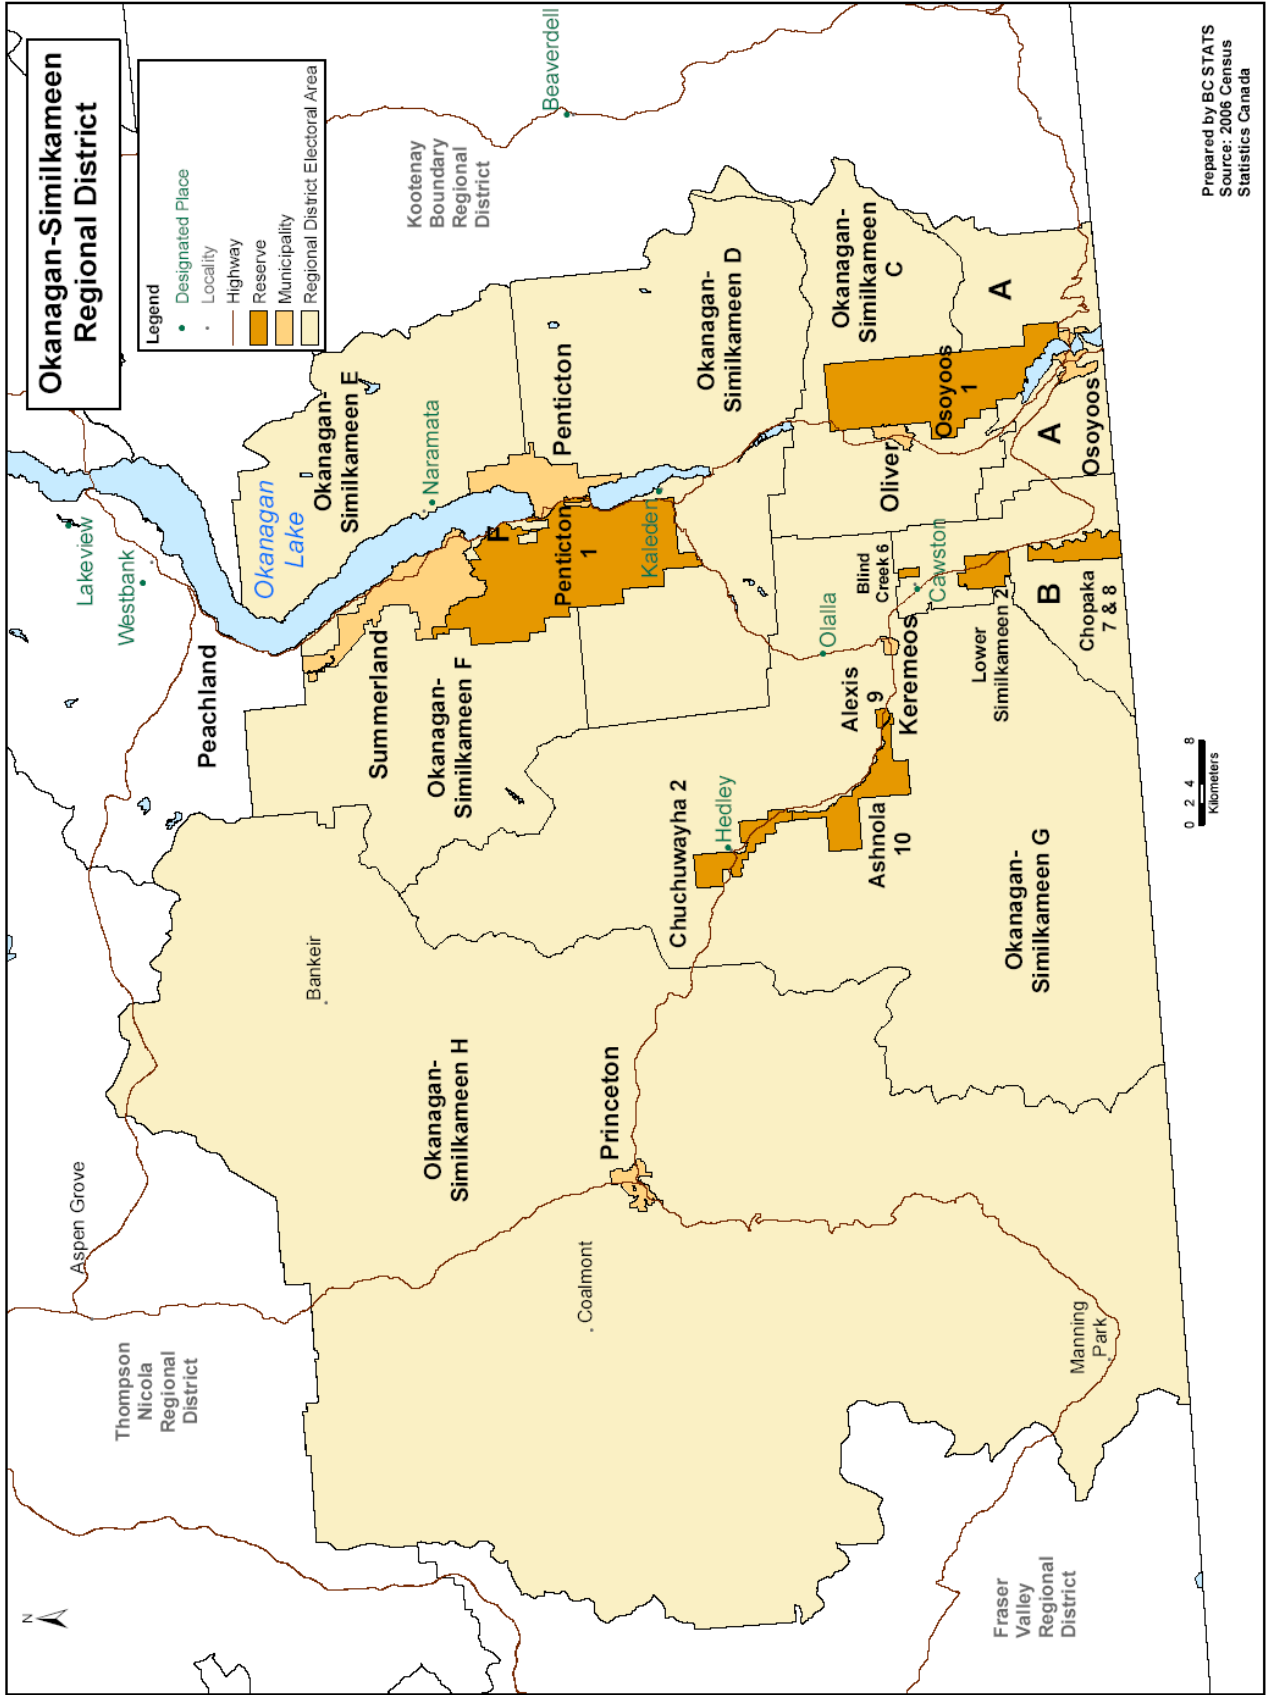 Okanagan-Similkameen
Regional District
Legend
Designated Place
Locality
Highway
Reserve
Municipality
Regional District Electoral Area
N
Thompson
Nicola
Regional
District
Aspen Grove
Lakeview
Westbank
Peachland
Okanagan
Lake
Okanagan-
Similkameen E
Naramata
Beaverdell
Kootenay
Boundary
Regional
District
Bankeir
Summerland
Okanagan-
Similkameen F
F
Penticton
Penticton
1
Kaleden
Okanagan-
Similkameen D
Okanagan-
Similkameen H
Princeton
Coalmont
Chuchuwayha 2
Hedley
Olalla
Alexis
9
Keremeos
Ashnola
10
Blind
Creek 6
Cawston
Oliver
Okanagan-
Similkameen
C
Osoyoos
1
A
A
Osoyoos
Lower
Similkameen 2
B
Chopaka
7 & 8
Okanagan-
Similkameen G
Manning
Park
Fraser
Valley
Regional
District
0 2 4 8
Kilometers
Prepared by BC STATS
Source: 2006 Census
Statistics Canada